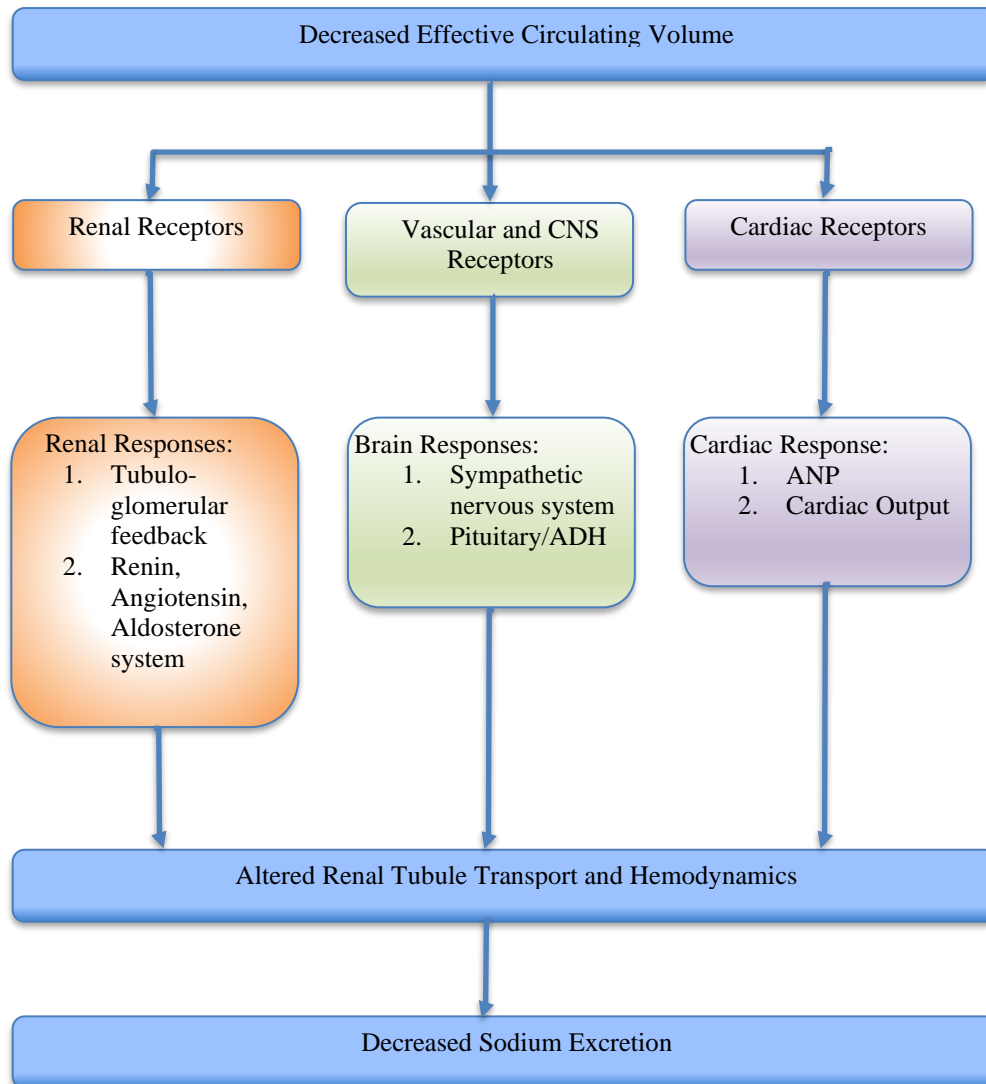 Decreased Effective Circulating Volume
Renal Receptors
Vascular and CNS
Receptors
Cardiac Receptors
Renal Responses:
1. Tubulo-
glomerular
feedback
2. Renin,
Angiotensin,
Aldosterone
system
Brain Responses:
1. Sympathetic
nervous system
2. Pituitary/ADH
Cardiac Response:
1. ANP
2. Cardiac Output
Altered Renal Tubule Transport and Hemodynamics
Decreased Sodium Excretion